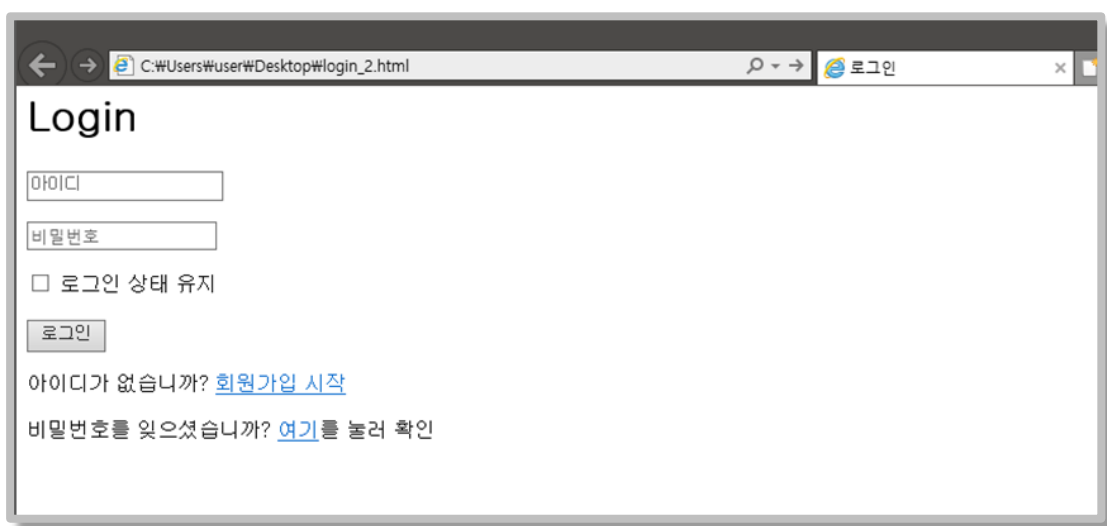 C:₩Users₩user₩Desktop₩login_2.html
로그인
Login
아이디
비밀번호
로그인 상태 유지
로그인
아이디가 없습니까? 회원가입 시작
비밀번호를 잊으셨습니까? 여기를 눌러 확인